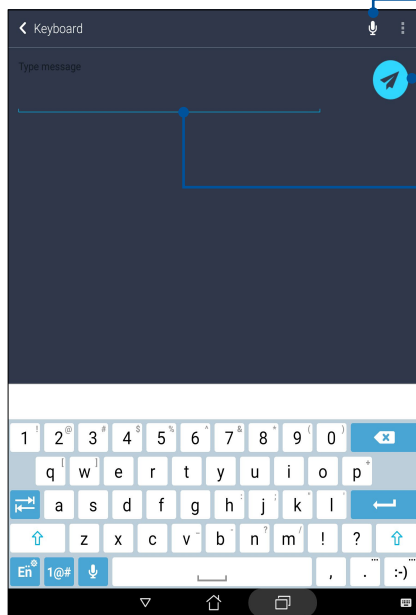 Keyboard
Type message
1 ! 2 @ 3 # 4 $ 5 % 6 ^ 7 & 8 * 9 ( 0 )
q [ w ] e r t y u i o p +
a s d f g h : j ; k " l '
z x c v _ b - n ? m / ! ?
En 1@# , . ... :-) ...